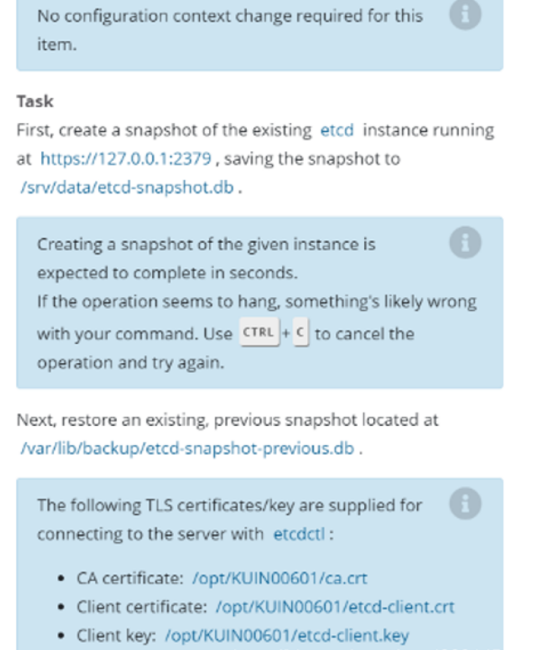 No configuration context change required for this
item.
Task
First, create a snapshot of the existing etcd instance running
at https://127.0.0.1:2379 , saving the snapshot to
/srv/data/etcd-snapshot.db .
Creating a snapshot of the given instance is
expected to complete in seconds.
If the operation seems to hang, something's likely wrong
with your command. Use CTRL + C to cancel the
operation and try again.
Next, restore an existing, previous snapshot located at
/var/lib/backup/etcd-snapshot-previous.db .
The following TLS certificates/key are supplied for
connecting to the server with etcdctl :
• CA certificate: /opt/KUIN00601/ca.crt
• Client certificate: /opt/KUIN00601/etcd-client.crt
• Client key: /opt/KUIN00601/etcd-client.key